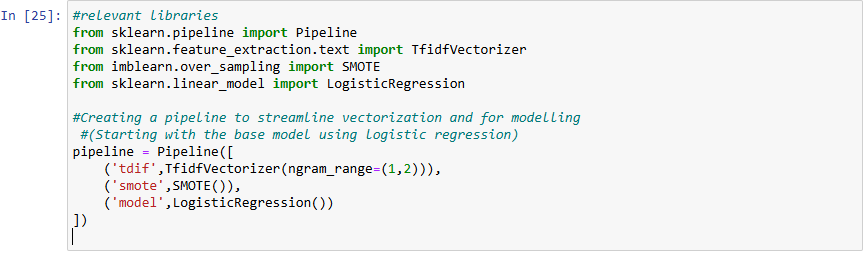 In [25]:
#relevant libraries
from sklearn.pipeline import Pipeline
from sklearn.feature_extraction.text import TfidfVectorizer
from imblearn.over_sampling import SMOTE
from sklearn.linear_model import LogisticRegression

#Creating a pipeline to streamline vectorization and for modelling
 #(Starting with the base model using logistic regression)
pipeline = Pipeline([
    ('tdif',TfidfVectorizer(ngram_range=(1,2))),
    ('smote',SMOTE()),
    ('model',LogisticRegression())
])